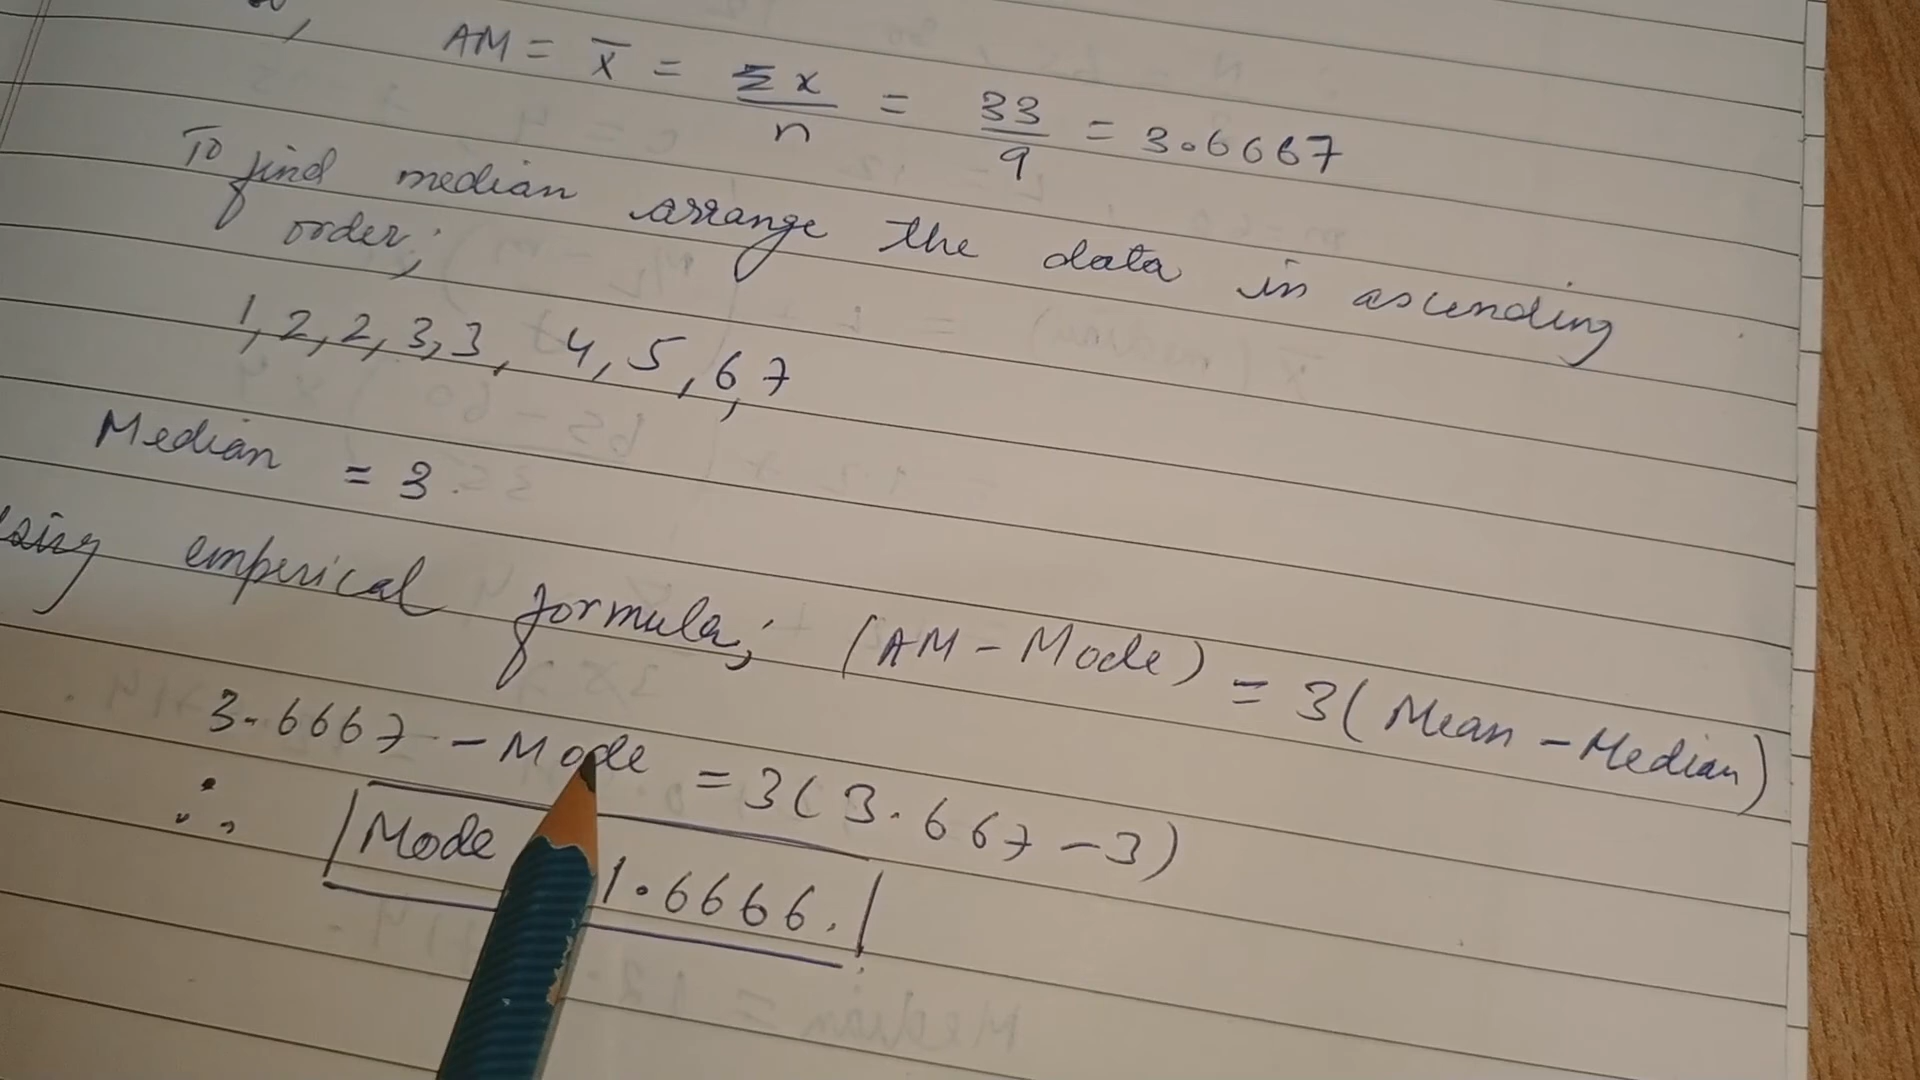 AM = x̄ = Σx/n = 33/9 = 3.6667
To find median arrange the data in ascending
order;
1, 2, 2, 3, 3, 4, 5, 6, 7
Median = 3.
emperical formula; (AM - Mode) = 3(Mean - Median)
3.6667 - Mode = 3(3.667 - 3)
∴ Mode 1.6666.